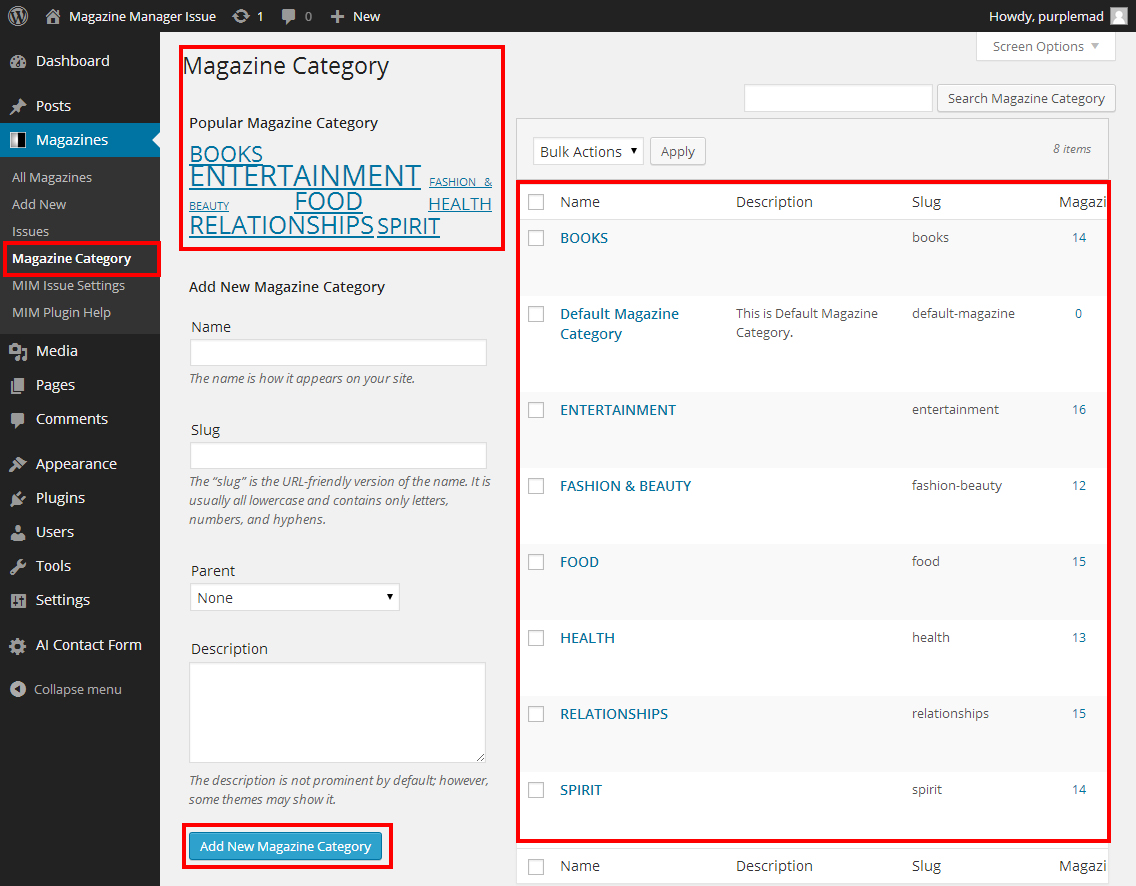 Magazine Manager Issue 1 0 New Howdy, purplemad
Screen Options
Dashboard
Posts
Magazines
All Magazines
Add New
Issues
Magazine Category
MIM Issue Settings
MIM Plugin Help
Media
Pages
Comments
Appearance
Plugins
Users
Tools
Settings
AI Contact Form
Collapse menu
Magazine Category
Popular Magazine Category
BOOKS
ENTERTAINMENT FASHION &
BEAUTY FOOD HEALTH
RELATIONSHIPS SPIRIT
Add New Magazine Category
Name
The name is how it appears on your site.
Slug
The “slug” is the URL-friendly version of the name. It is
usually all lowercase and contains only letters,
numbers, and hyphens.
Parent
None
Description
The description is not prominent by default; however,
some themes may show it.
Add New Magazine Category
Search Magazine Category
Bulk Actions Apply 8 items
Name Description Slug Magazi
BOOKS books 14
Default Magazine This is Default Magazine default-magazine 0
Category Category.
ENTERTAINMENT entertainment 16
FASHION & BEAUTY fashion-beauty 12
FOOD food 15
HEALTH health 13
RELATIONSHIPS relationships 15
SPIRIT spirit 14
Name Description Slug Magazi